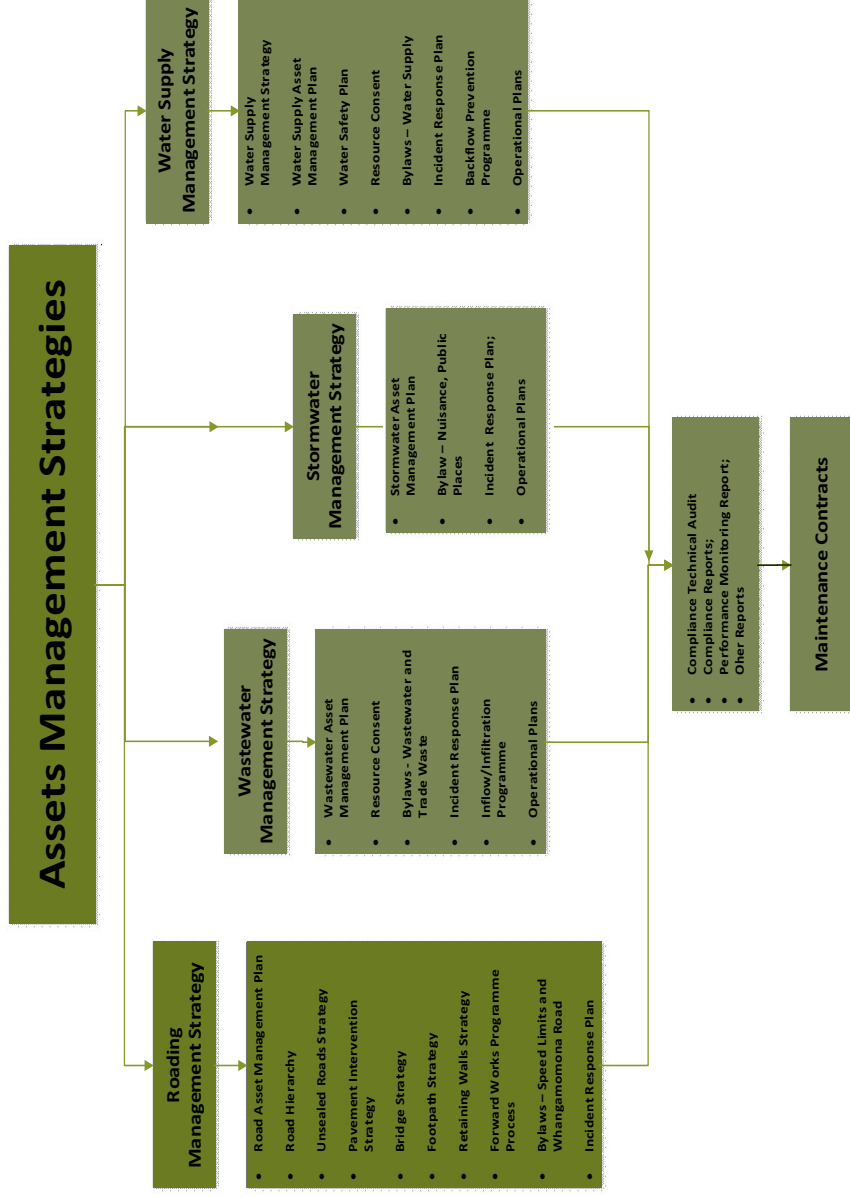 Assets Management Strategies
Roading
Management Strategy
• Road Asset Management Plan
• Road Hierarchy
• Unsealed Roads Strategy
• Pavement Intervention
Strategy
• Bridge Strategy
• Footpath Strategy
• Retaining Walls Strategy
• Forward Works Programme
Process
• Bylaws – Speed Limits and
Whangamomona Road
• Incident Response Plan
Wastewater
Management Strategy
• Wastewater Asset
Management Plan
• Resource Consent
• Bylaws - Wastewater and
Trade Waste
• Incident Response Plan
• Inflow/Infiltration
Programme
• Operational Plans
Stormwater
Management Strategy
• Stormwater Asset
Management Plan
• Bylaw – Nuisance, Public
Places
• Incident Response Plan;
• Operational Plans
Water Supply
Management Strategy
• Water Supply
Management Strategy
• Water Supply Asset
Management Plan
• Water Safety Plan
• Resource Consent
• Bylaws – Water Supply
• Incident Response Plan
• Backflow Prevention
Programme
• Operational Plans
• Compliance Technical Audit
• Compliance Reports;
• Performance Monitoring Report;
• Oher Reports
Maintenance Contracts